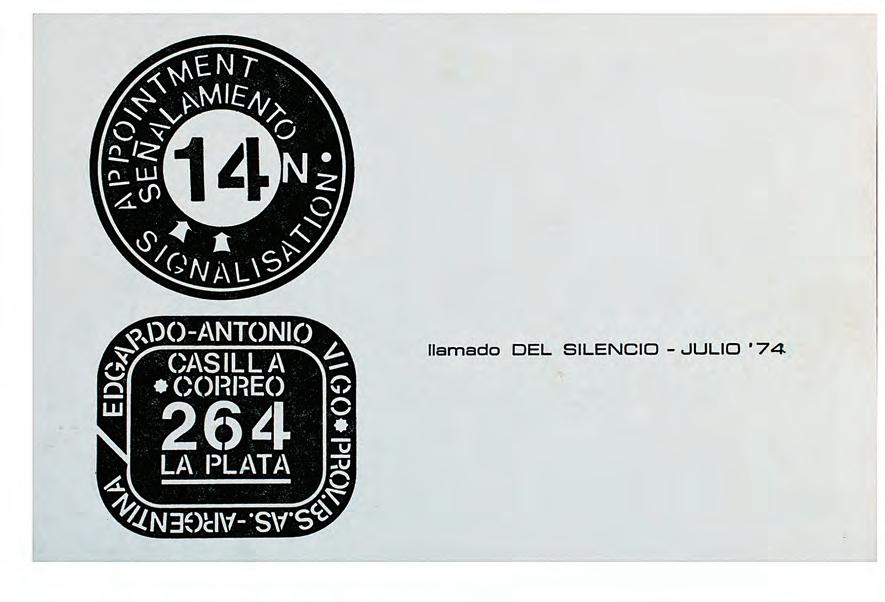 APPOINTMENT
SEÑALAMIENTO
14
N•
SIGNALISATION
EDGARDO-ANTONIO VIGO • PROV.BS.AS.-ARGENTINA /
CASILLA
•CORREO
264
LA PLATA
llamado DEL SILENCIO - JULIO '74